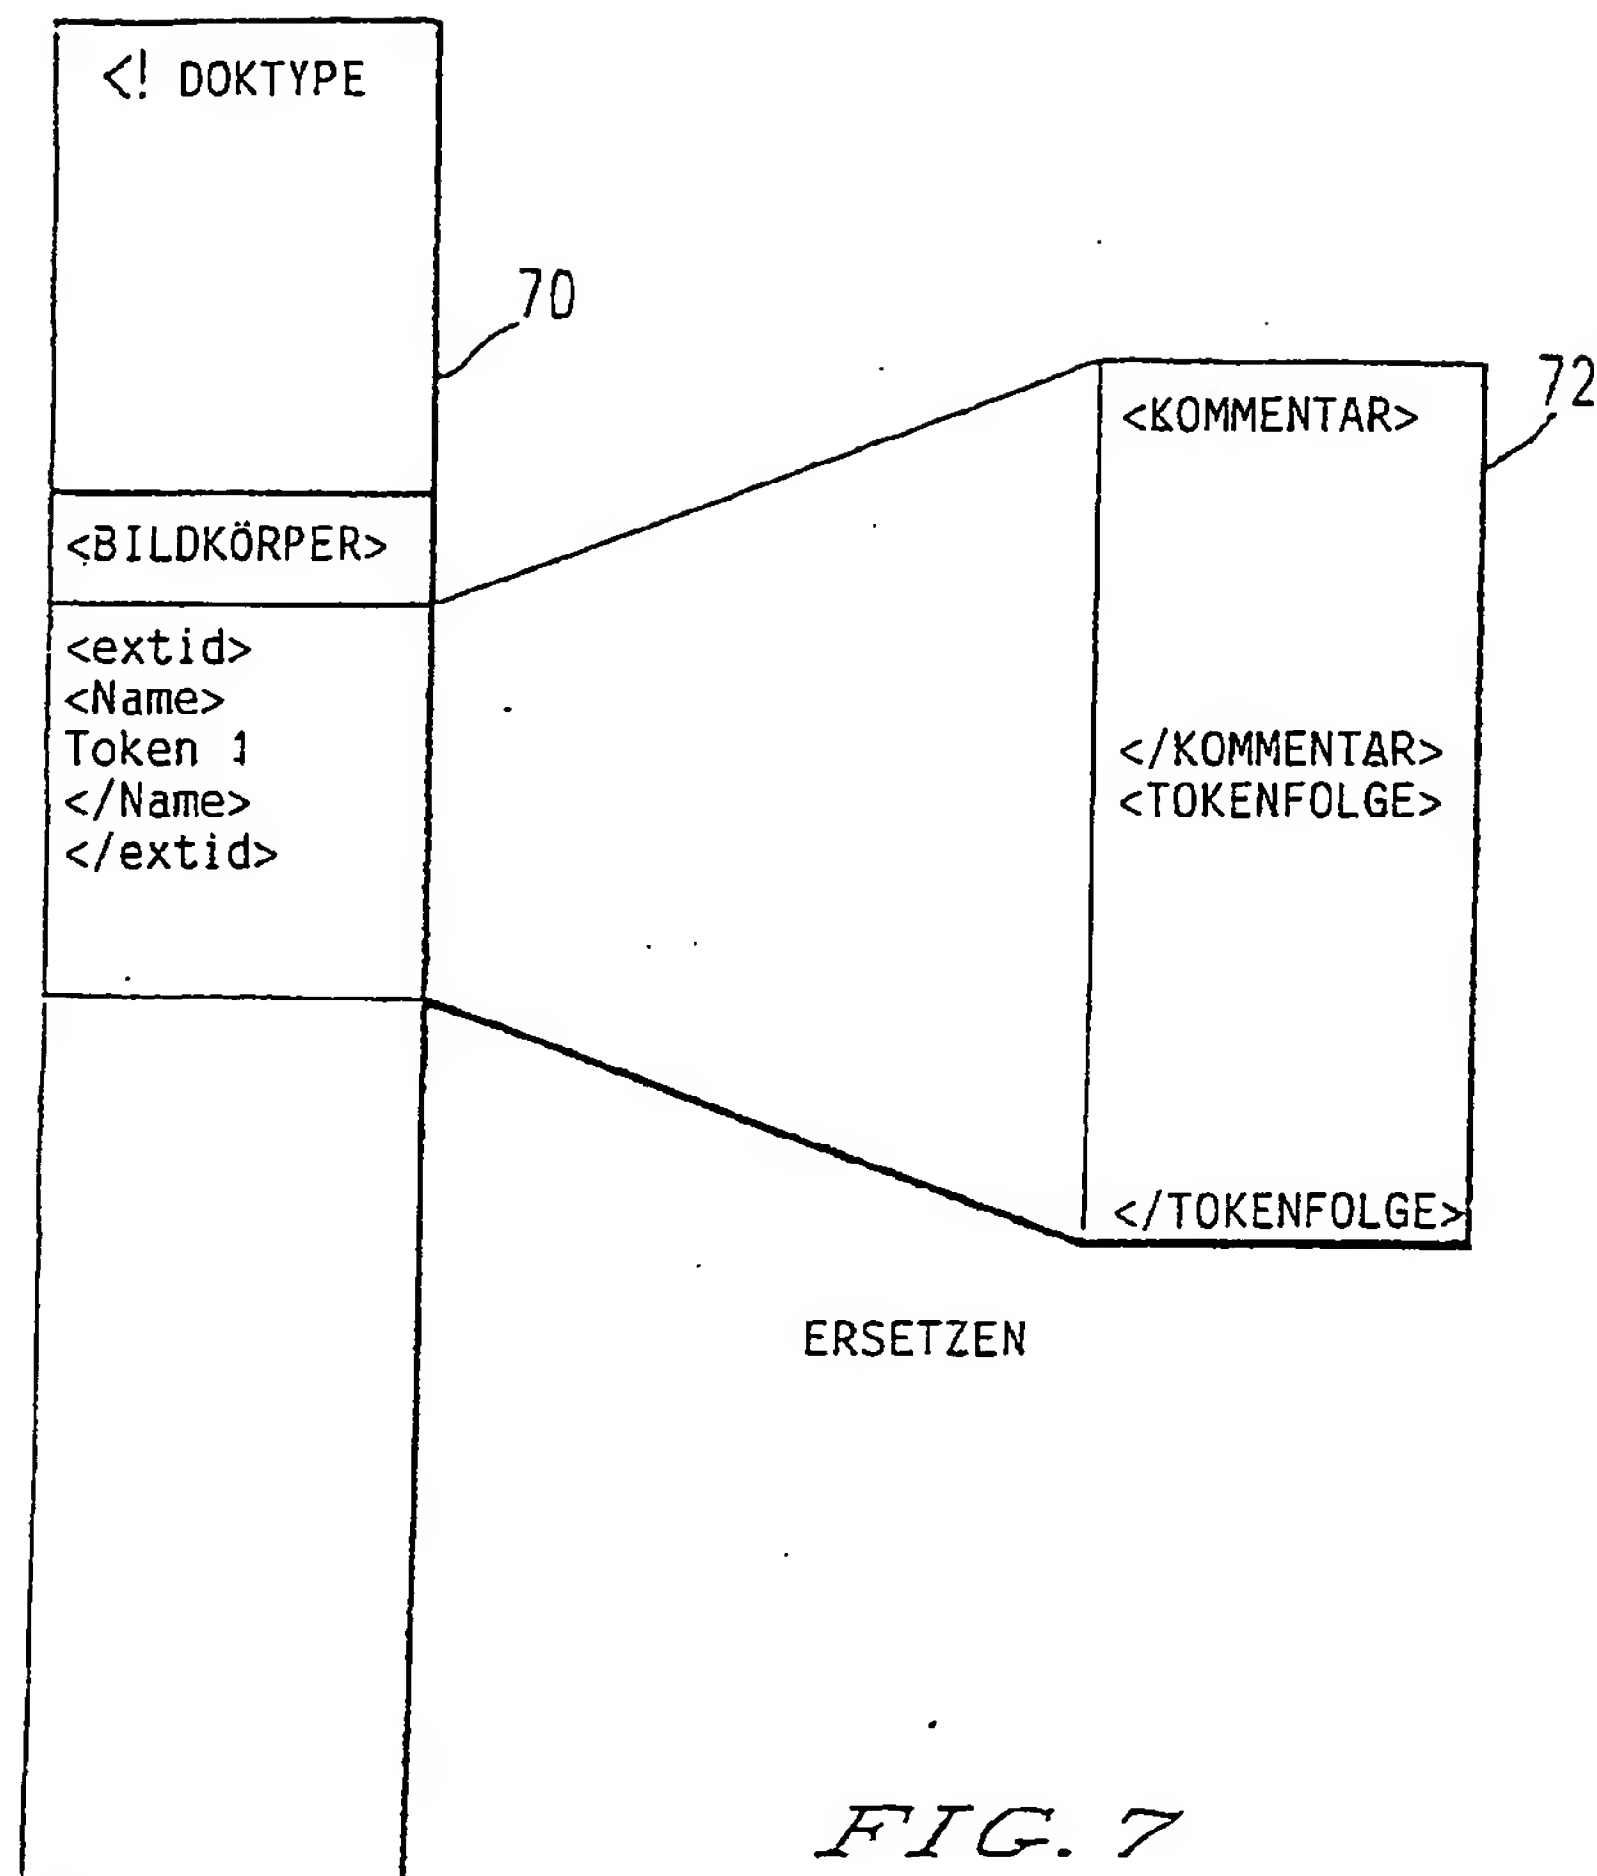 <! DOKTYPE
70
<BILDKÖRPER>
<extid>
<Name>
Token 1
</Name>
</extid>
72
<KOMMENTAR>
</KOMMENTAR>
<TOKENFOLGE>
</TOKENFOLGE>
ERSETZEN
FIG. 7